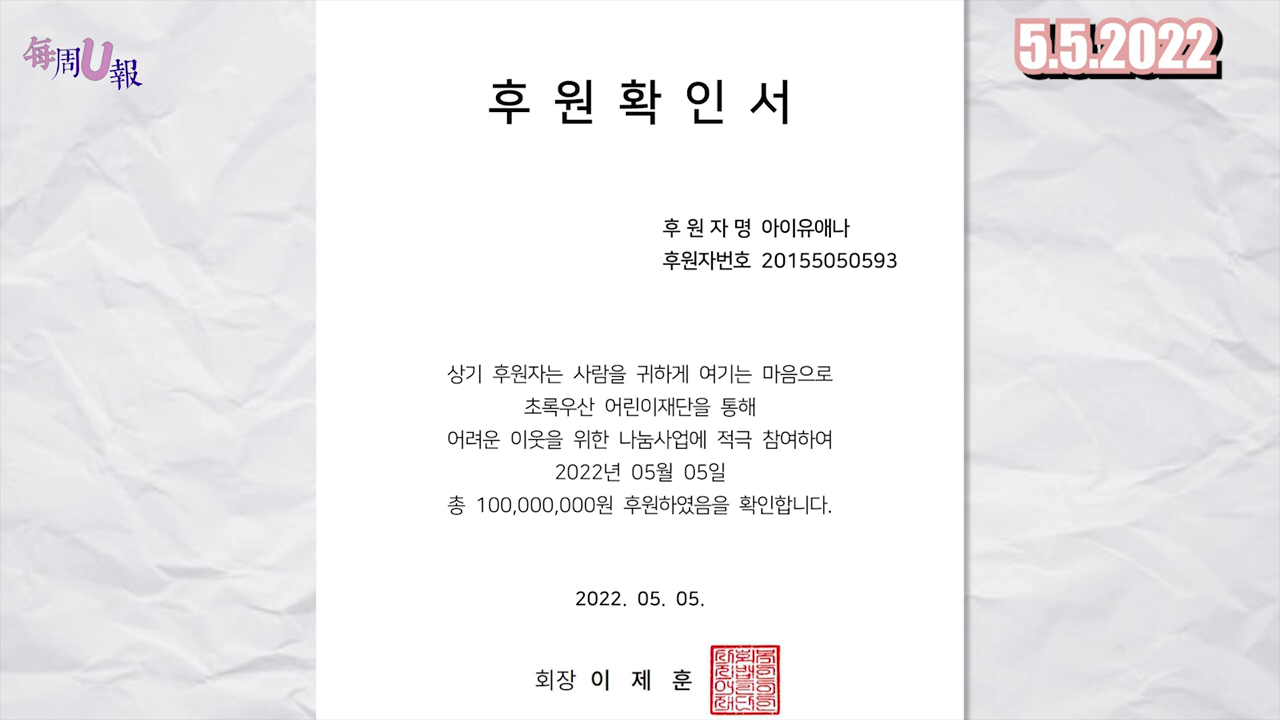 每周U報
5.5.2022
후원확인서
후원자명 아이유애나
후원자번호 20155050593
상기 후원자는 사람을 귀하게 여기는 마음으로
초록우산 어린이재단을 통해
어려운 이웃을 위한 나눔사업에 적극 참여하여
2022년 05월 05일
총 100,000,000원 후원하였음을 확인합니다.
2022. 05. 05.
회장 이 제 훈